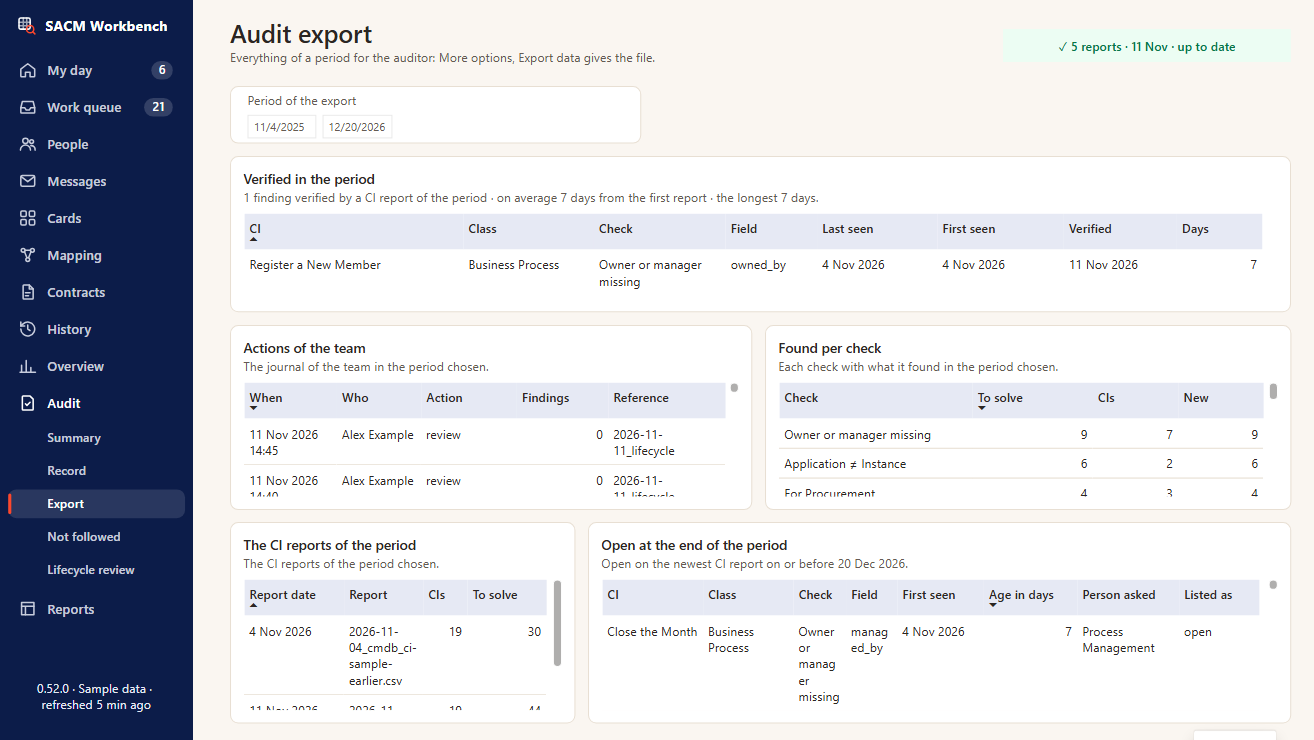 SACM Workbench
My day 6
Work queue 21
People
Messages
Cards
Mapping
Contracts
History
Overview
Audit
Summary
Record
Export
Not followed
Lifecycle review
Reports
0.52.0 · Sample data ·
refreshed 5 min ago
Audit export
Everything of a period for the auditor: More options, Export data gives the file.
✓ 5 reports · 11 Nov · up to date
Period of the export
11/4/2025 12/20/2026
Verified in the period
1 finding verified by a CI report of the period · on average 7 days from the first report · the longest 7 days.
CI Class Check Field Last seen First seen Verified Days
Register a New Member Business Process Owner or manager owned_by 4 Nov 2026 4 Nov 2026 11 Nov 2026 7
missing
Actions of the team
The journal of the team in the period chosen.
When Who Action Findings Reference
11 Nov 2026 Alex Example review 0 2026-11-
14:45 11_lifecycle
11 Nov 2026 Alex Example review 0 2026-11-
14:40 11_lifecycle
Found per check
Each check with what it found in the period chosen.
Check To solve CIs New
Owner or manager missing 9 7 9
Application ≠ Instance 6 2 6
For Procurement 4 3 4
The CI reports of the period
The CI reports of the period chosen.
Report date Report CIs To solve
4 Nov 2026 2026-11- 19 30
04_cmdb_ci-
sample-
earlier.csv
11 Nov 2026 2026-11 19 44
Open at the end of the period
Open on the newest CI report on or before 20 Dec 2026.
CI Class Check Field First seen Age in days Person asked Listed as
Close the Month Business Owner manag 4 Nov 2026 7 Process open
Process or ed_by Management
manag
er
missing